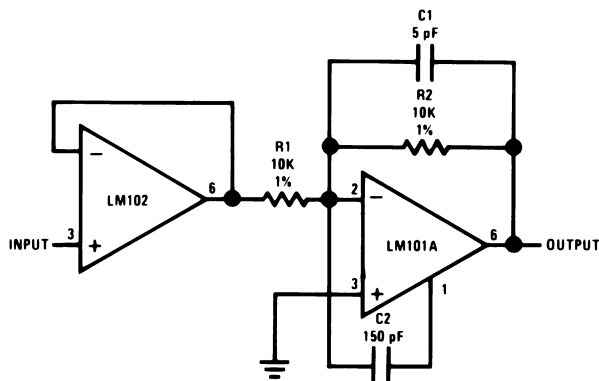 C1
5 pF
R2
10K
1%
R1
10K
1%
−
LM102
6
2
−
INPUT
3
+
LM101A
6
OUTPUT
3
+
1
C2
150 pF